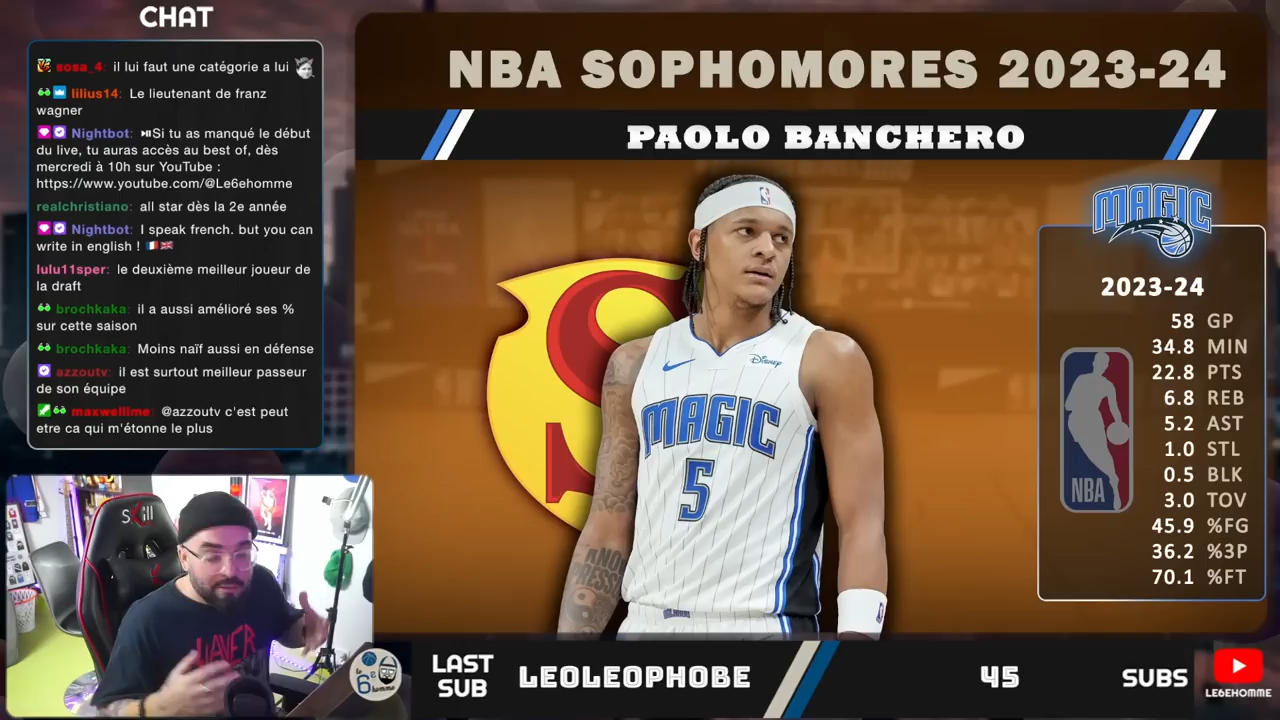 CHAT
sosa_4: il lui faut une catégorie a lui
lilius14: Le lieutenant de franz
wagner
Nightbot: ⏯Si tu as manqué le début
du live, tu auras accès au best of, dès
mercredi à 10h sur YouTube :
https://www.youtube.com/@Le6ehomme
realchristiano: all star dès la 2e année
Nightbot: I speak french. but you can
write in english ! 🇫🇷🇬🇧
lulu11sper: le deuxième meilleur joueur de
la draft
brochkaka: il a aussi amélioré ses %
sur cette saison
brochkaka: Moins naïf aussi en défense
azzoutv: il est surtout meilleur passeur
de son équipe
maxwellime: @azzoutv c'est peut
etre ca qui m'étonne le plus
NBA SOPHOMORES 2023-24
PAOLO BANCHERO
MAGIC
2023-24
58 GP
34.8 MIN
22.8 PTS
6.8 REB
5.2 AST
1.0 STL
0.5 BLK
3.0 TOV
45.9 %FG
36.2 %3P
70.1 %FT
NBA
S
Disney
MAGIC
5
LAST
SUB
LEOLEOPHOBE
45
SUBS
LE6EHOMME